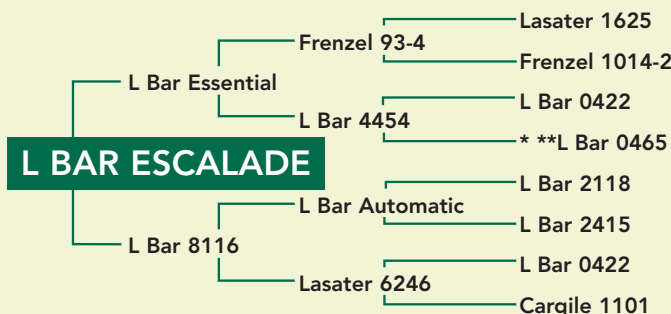 Lasater 1625
Frenzel 93-4
Frenzel 1014-2
L Bar Essential
L Bar 0422
L Bar 4454
* **L Bar 0465
L BAR ESCALADE
L Bar 2118
L Bar Automatic
L Bar 2415
L Bar 8116
L Bar 0422
Lasater 6246
Cargile 1101